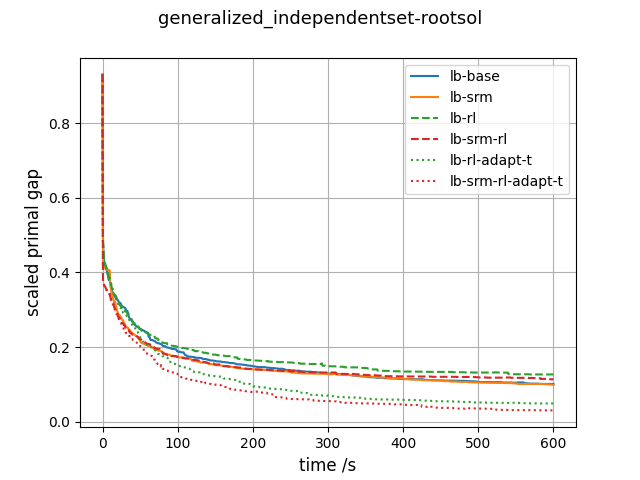 generalized_independentset-rootsol
lb-base
lb-srm
lb-rl
lb-srm-rl
lb-rl-adapt-t
lb-srm-rl-adapt-t
scaled primal gap
0.8
0.6
0.4
0.2
0.0
0 100 200 300 400 500 600
time /s